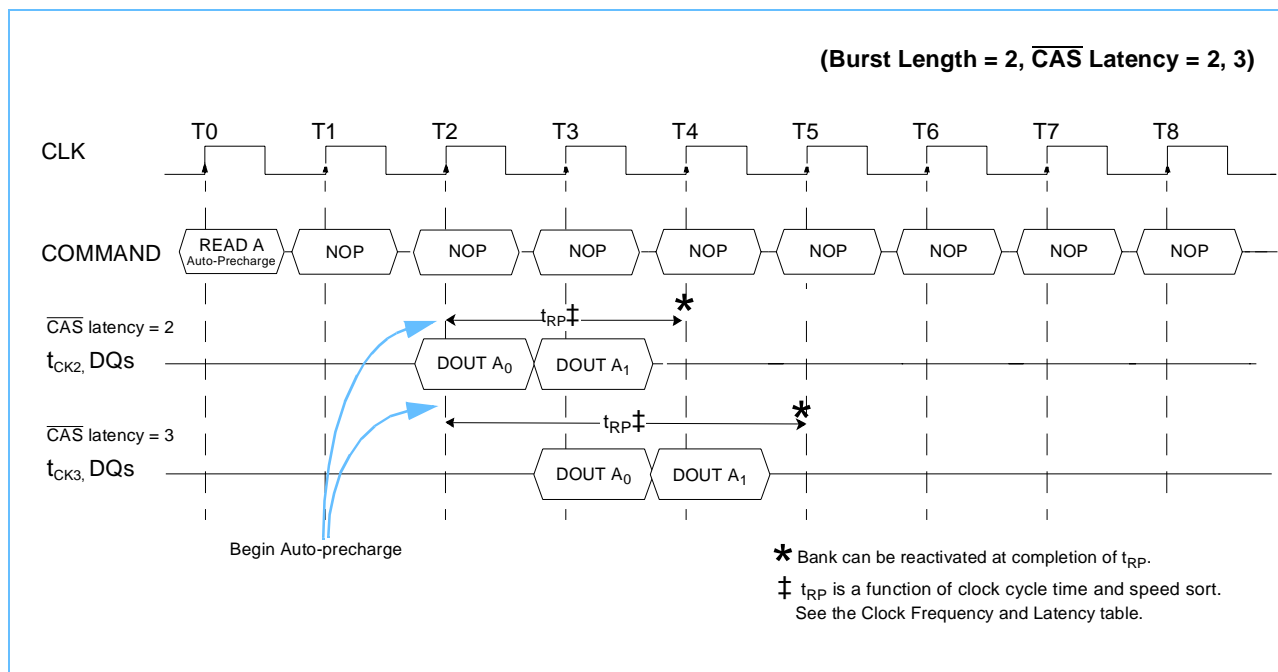 (Burst Length = 2, CAS Latency = 2, 3)
T0 T1 T2 T3 T4 T5 T6 T7 T8
CLK
COMMAND
READ A
Auto-Precharge
NOP NOP NOP NOP NOP NOP NOP NOP
CAS latency = 2
tCK2, DQs
tRP‡
*
DOUT A0 DOUT A1
CAS latency = 3
tCK3, DQs
tRP‡
*
DOUT A0 DOUT A1
Begin Auto-precharge
* Bank can be reactivated at completion of tRP.
‡ tRP is a function of clock cycle time and speed sort.
See the Clock Frequency and Latency table.